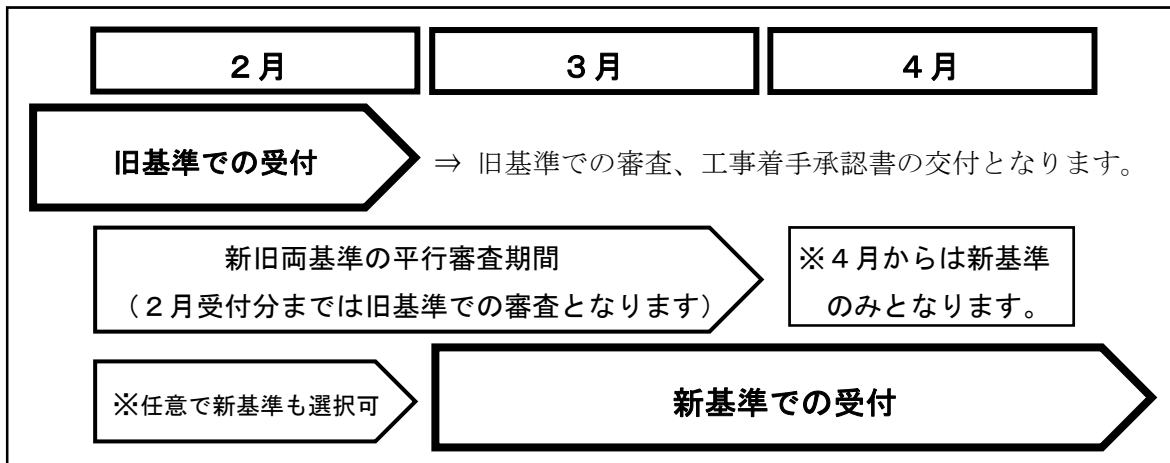 ２月
３月
４月
旧基準での受付
⇒ 旧基準での審査、工事着手承認書の交付となります。
新旧両基準の平行審査期間
（２月受付分までは旧基準での審査となります）
※４月からは新基準
のみとなります。
※任意で新基準も選択可
新基準での受付